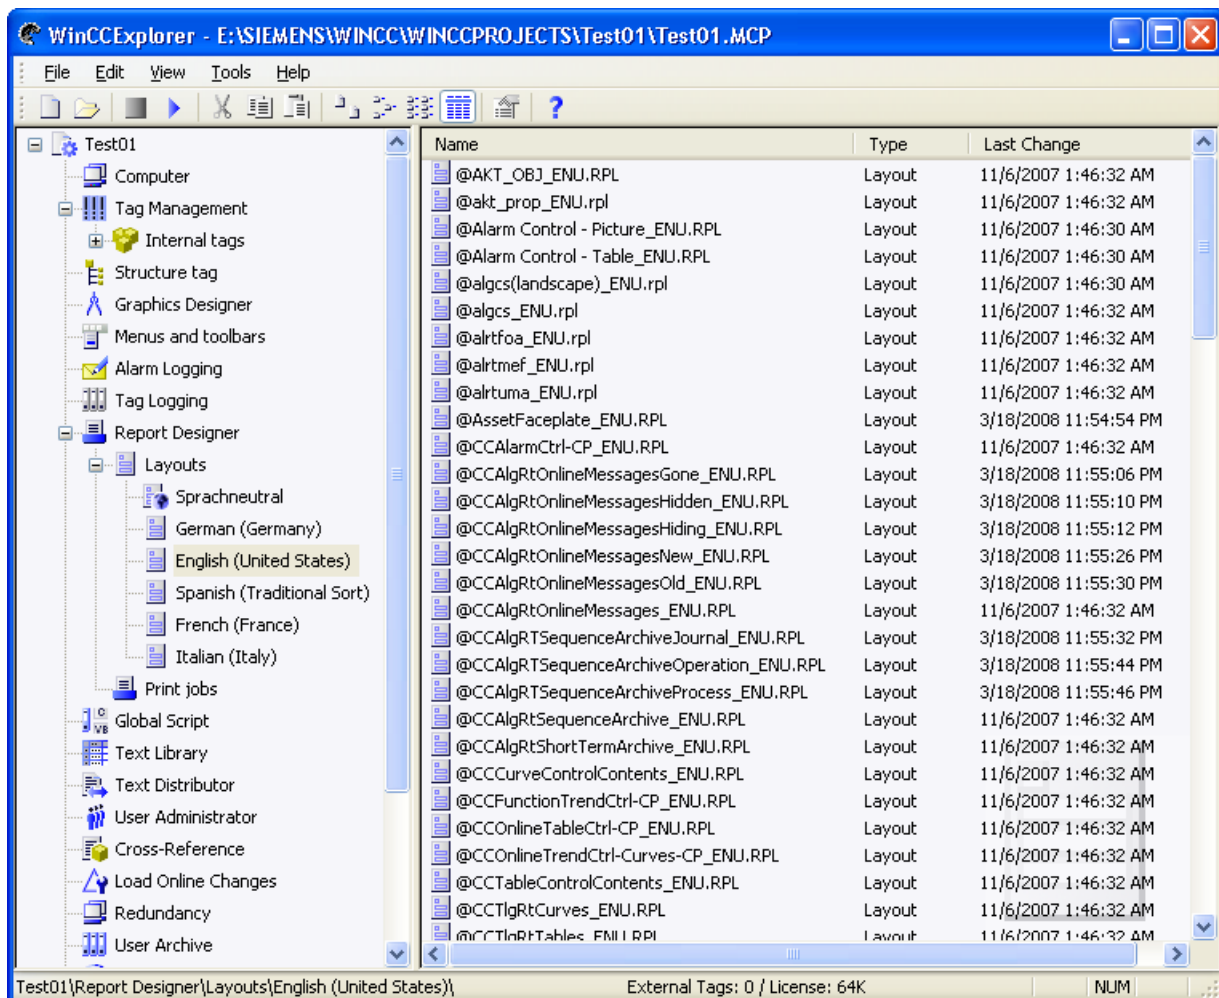 WinCCExplorer - E:\SIEMENS\WINCC\WINCCPROJECTS\Test01\Test01.MCP
File Edit View Tools Help
Test01
Computer
Tag Management
Internal tags
Structure tag
Graphics Designer
Menus and toolbars
Alarm Logging
Tag Logging
Report Designer
Layouts
Sprachneutral
German (Germany)
English (United States)
Spanish (Traditional Sort)
French (France)
Italian (Italy)
Print jobs
Global Script
Text Library
Text Distributor
User Administrator
Cross-Reference
Load Online Changes
Redundancy
User Archive
Name Type Last Change
@AKT_OBJ_ENU.RPL Layout 11/6/2007 1:46:32 AM
@akt_prop_ENU.rpl Layout 11/6/2007 1:46:32 AM
@Alarm Control - Picture_ENU.RPL Layout 11/6/2007 1:46:30 AM
@Alarm Control - Table_ENU.RPL Layout 11/6/2007 1:46:30 AM
@algcs(landscape)_ENU.rpl Layout 11/6/2007 1:46:30 AM
@algcs_ENU.rpl Layout 11/6/2007 1:46:32 AM
@alrtfoa_ENU.rpl Layout 11/6/2007 1:46:32 AM
@alrtmef_ENU.rpl Layout 11/6/2007 1:46:32 AM
@alrtuma_ENU.rpl Layout 11/6/2007 1:46:32 AM
@AssetFaceplate_ENU.RPL Layout 3/18/2008 11:54:54 PM
@CCAlarmCtrl-CP_ENU.RPL Layout 11/6/2007 1:46:32 AM
@CCAlgRtOnlineMessagesGone_ENU.RPL Layout 3/18/2008 11:55:06 PM
@CCAlgRtOnlineMessagesHidden_ENU.RPL Layout 3/18/2008 11:55:10 PM
@CCAlgRtOnlineMessagesHiding_ENU.RPL Layout 3/18/2008 11:55:12 PM
@CCAlgRtOnlineMessagesNew_ENU.RPL Layout 3/18/2008 11:55:26 PM
@CCAlgRtOnlineMessagesOld_ENU.RPL Layout 3/18/2008 11:55:30 PM
@CCAlgRtOnlineMessages_ENU.RPL Layout 11/6/2007 1:46:32 AM
@CCAlgRTSequenceArchiveJournal_ENU.RPL Layout 3/18/2008 11:55:32 PM
@CCAlgRTSequenceArchiveOperation_ENU.RPL Layout 3/18/2008 11:55:44 PM
@CCAlgRTSequenceArchiveProcess_ENU.RPL Layout 3/18/2008 11:55:46 PM
@CCAlgRtSequenceArchive_ENU.RPL Layout 11/6/2007 1:46:32 AM
@CCAlgRtShortTermArchive_ENU.RPL Layout 11/6/2007 1:46:32 AM
@CCCurveControlContents_ENU.RPL Layout 11/6/2007 1:46:32 AM
@CCFunctionTrendCtrl-CP_ENU.RPL Layout 11/6/2007 1:46:32 AM
@CCOnlineTableCtrl-CP_ENU.RPL Layout 11/6/2007 1:46:32 AM
@CCOnlineTrendCtrl-Curves-CP_ENU.RPL Layout 11/6/2007 1:46:32 AM
@CCTableControlContents_ENU.RPL Layout 11/6/2007 1:46:32 AM
@CCTlgRtCurves_ENU.RPL Layout 11/6/2007 1:46:32 AM
@CCTlgRtTables_ENU.RPL Layout 11/6/2007 1:46:32 AM
Test01\Report Designer\Layouts\English (United States)\ External Tags: 0 / License: 64K NUM